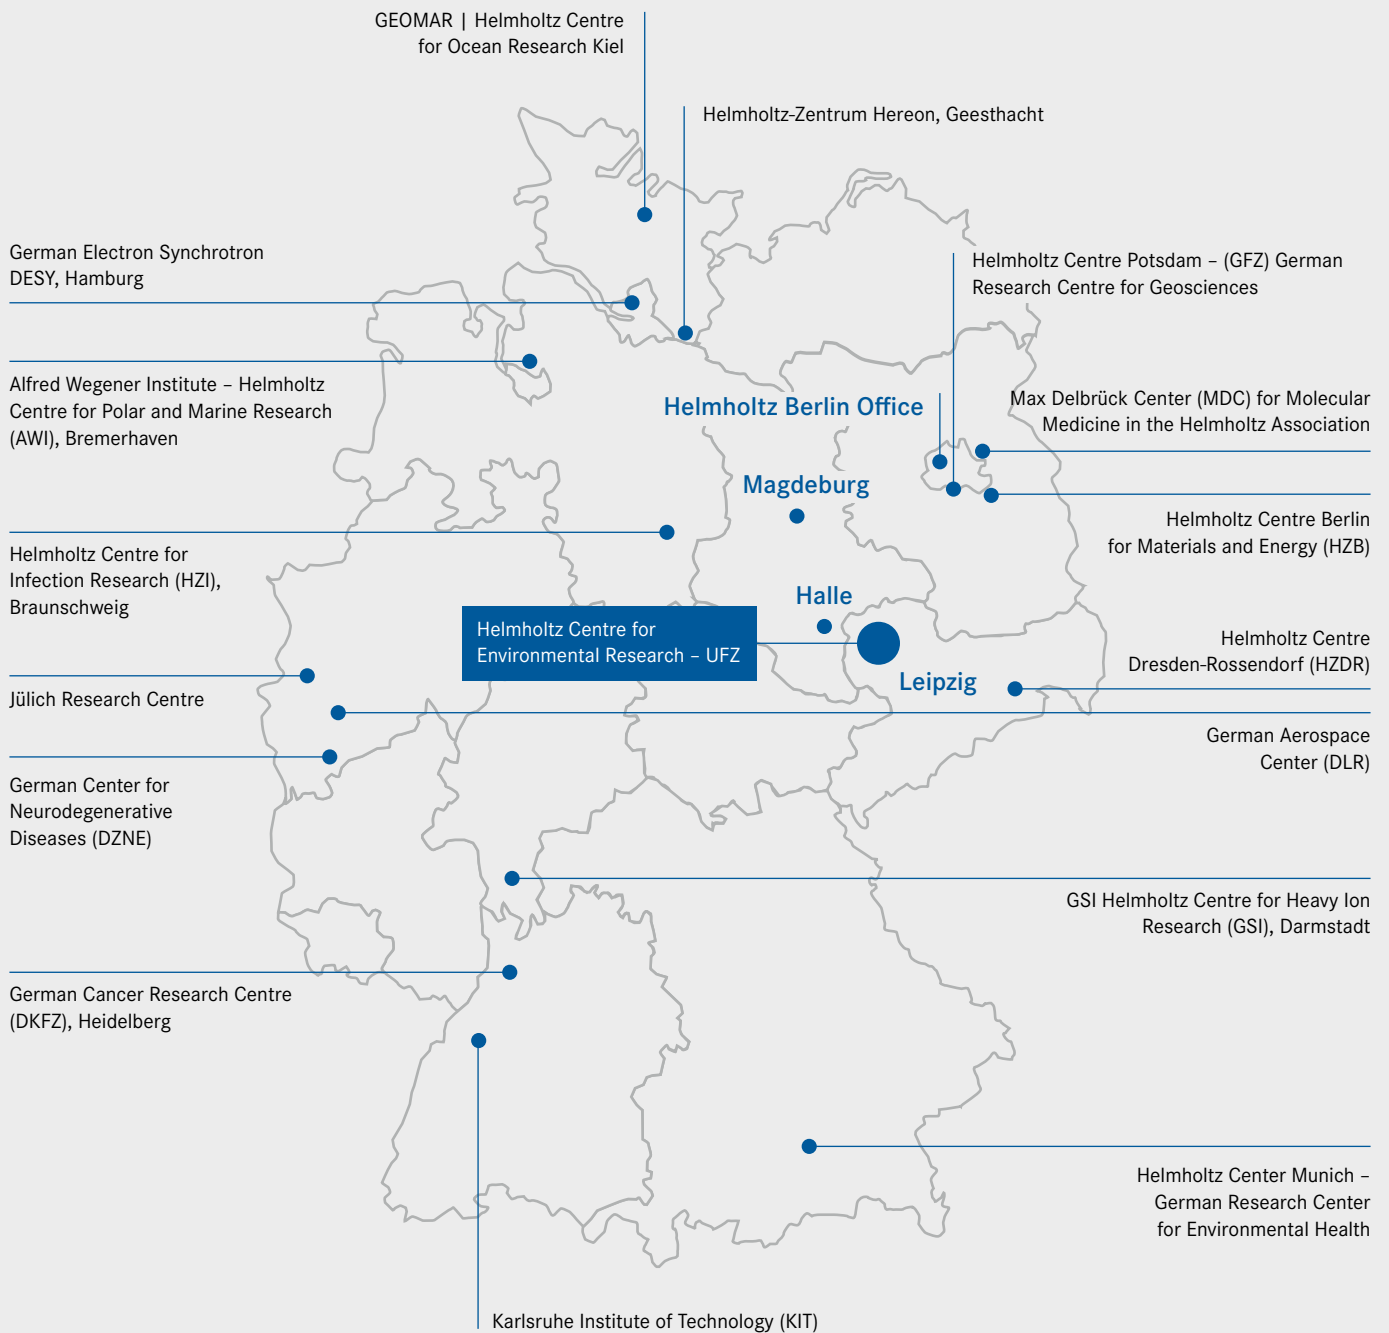 GEOMAR | Helmholtz Centre
for Ocean Research Kiel
Helmholtz-Zentrum Hereon, Geesthacht
German Electron Synchrotron
DESY, Hamburg
Helmholtz Centre Potsdam – (GFZ) German
Research Centre for Geosciences
Alfred Wegener Institute – Helmholtz
Centre for Polar and Marine Research
(AWI), Bremerhaven
Helmholtz Berlin Office
Max Delbrück Center (MDC) for Molecular
Medicine in the Helmholtz Association
Magdeburg
Helmholtz Centre Berlin
for Materials and Energy (HZB)
Helmholtz Centre for
Infection Research (HZI),
Braunschweig
Halle
Helmholtz Centre for
Environmental Research – UFZ
Helmholtz Centre
Dresden-Rossendorf (HZDR)
Leipzig
Jülich Research Centre
German Aerospace
Center (DLR)
German Center for
Neurodegenerative
Diseases (DZNE)
GSI Helmholtz Centre for Heavy Ion
Research (GSI), Darmstadt
German Cancer Research Centre
(DKFZ), Heidelberg
Helmholtz Center Munich –
German Research Center
for Environmental Health
Karlsruhe Institute of Technology (KIT)